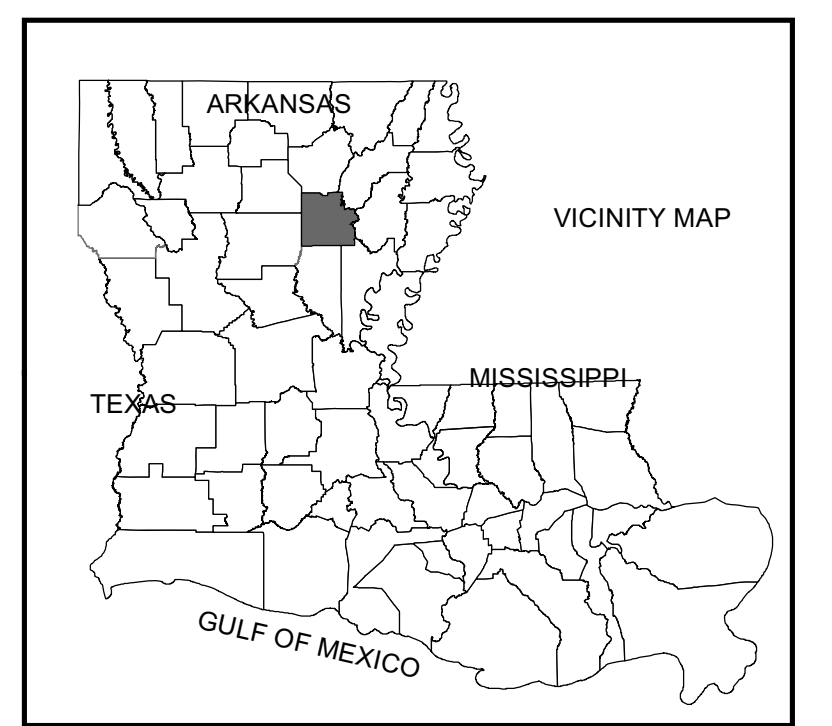 ARKANSAS
VICINITY MAP
MISSISSIPPI
TEXAS
GULF OF MEXICO